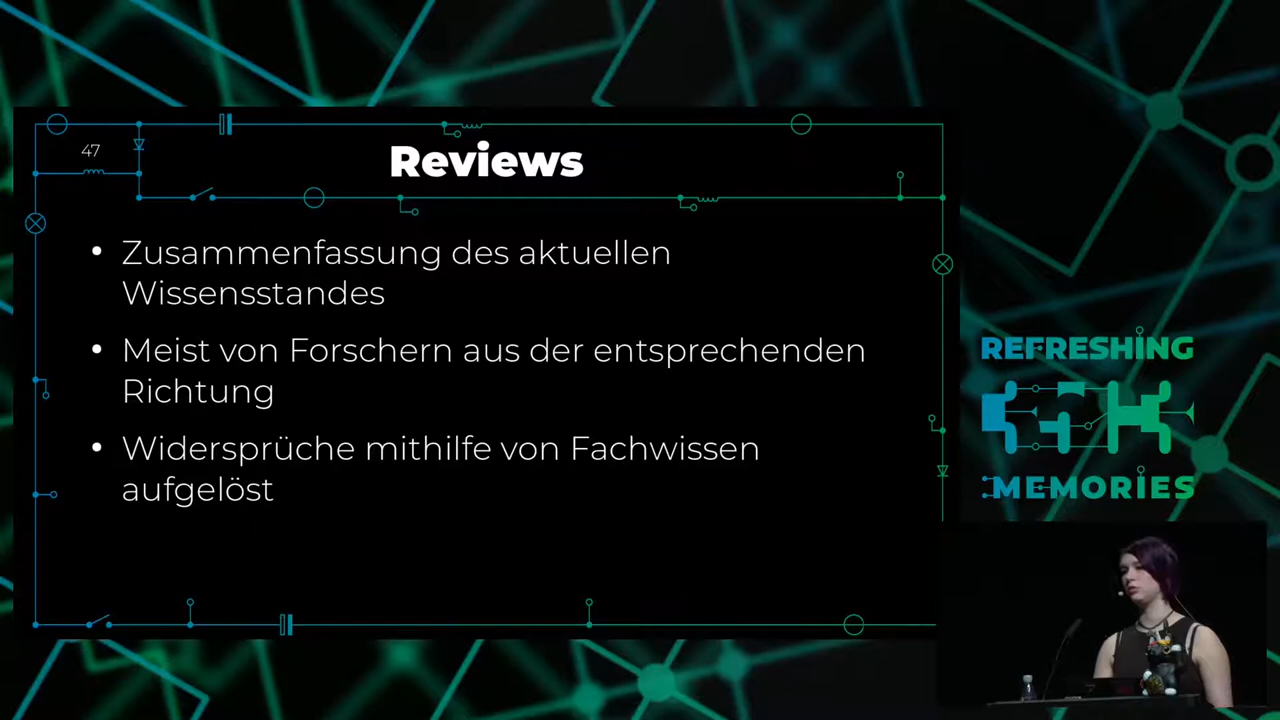 47
Reviews
• Zusammenfassung des aktuellen
Wissensstandes
• Meist von Forschern aus der entsprechenden
Richtung
• Widersprüche mithilfe von Fachwissen
aufgelöst
REFRESHING
MEMORIES